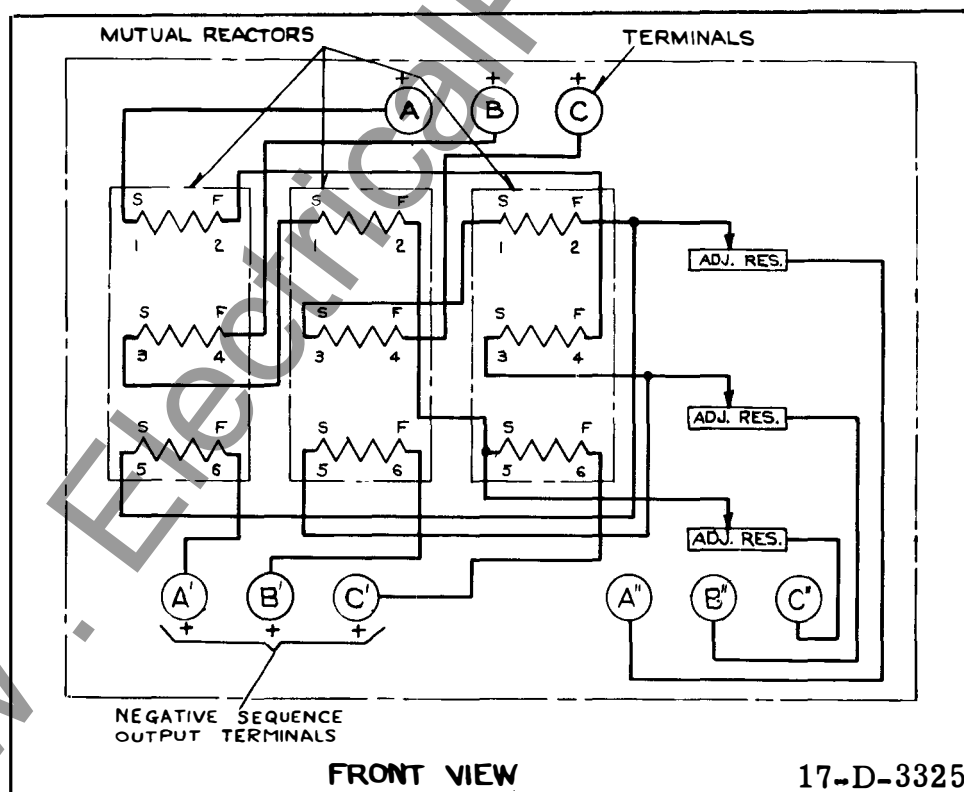 MUTUAL REACTORS
TERMINALS
+ + +
A B C
S F S F S F
1 2 1 2 1 2
ADJ. RES.
S F S F S F
3 4 3 4 3 4
ADJ. RES.
S F S F S F
5 6 5 6 5 6
ADJ. RES.
A' B' C' A" B" C"
+ + +
NEGATIVE SEQUENCE
OUTPUT TERMINALS
FRONT VIEW
17-D-3325
Electrical